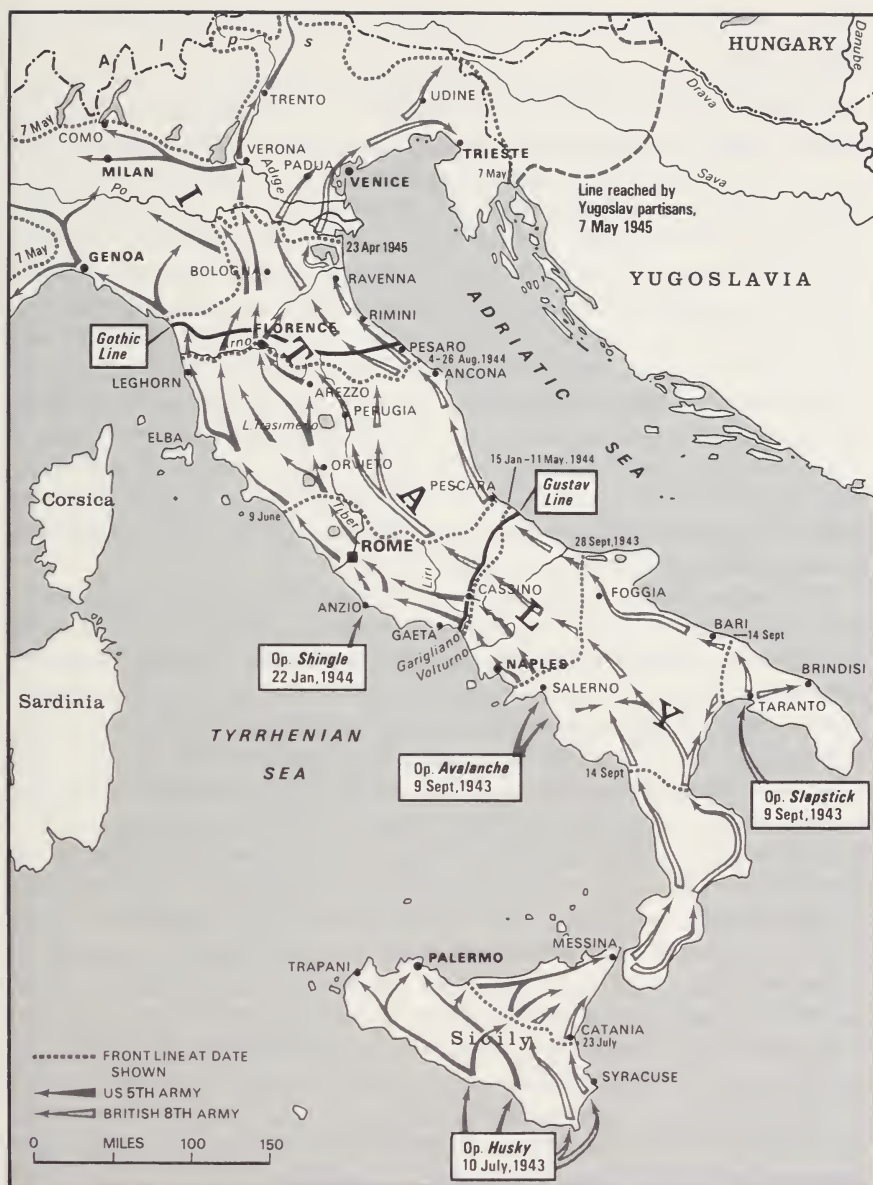 A l p s
HUNGARY
Danube
Drava
Sava
TRENTO
UDINE
7 May
COMO
MILAN
VERONA
PADUA
Adige
VENICE
TRIESTE
7 May
Line reached by
Yugoslav partisans,
7 May 1945
Po
I
T
A
L
Y
7 May
GENOA
23 Apr 1945
BOLOGNA
RAVENNA
YUGOSLAVIA
RIMINI
ADRIATIC
SEA
Gothic
Line
FLORENCE
Arno
PESARO
4-26 Aug. 1944
ANCONA
LEGHORN
AREZZO
L. Trasimeno
PERUGIA
ELBA
ORVIETO
15 Jan-11 May. 1944
PESCARA
Gustav
Line
Corsica
9 June
Tiber
ROME
28 Sept, 1943
Liri
CASSINO
FOGGIA
ANZIO
GAETA
BARI
14 Sept
Garigliano
Volturno
Op. Shingle
22 Jan, 1944
NAPLES
BRINDISI
SALERNO
TARANTO
Sardinia
TYRRHENIAN
SEA
Op. Avalanche
9 Sept, 1943
14 Sept
Op. Slapstick
9 Sept, 1943
MESSINA
TRAPANI
PALERMO
Sicily
CATANIA
23 July
SYRACUSE
FRONT LINE AT DATE
SHOWN
US 5TH ARMY
BRITISH 8TH ARMY
0 MILES 100 150
Op. Husky
10 July, 1943